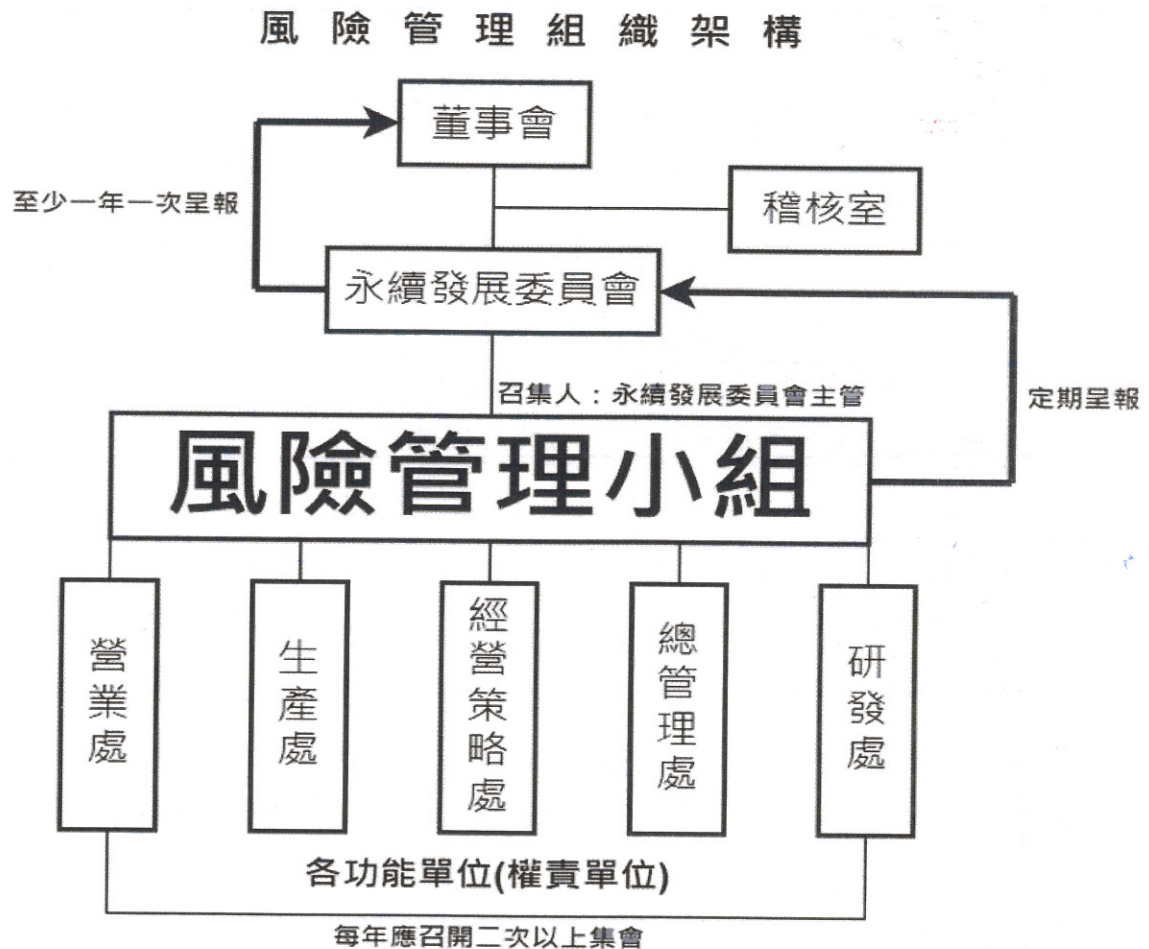 風險管理組織架構
董事會
至少一年一次呈報
稽核室
永續發展委員會
召集人：永續發展委員會主管
定期呈報
風險管理小組
營業處
生產處
經營策略處
總管理處
研發處
各功能單位(權責單位)
每年應召開二次以上集會